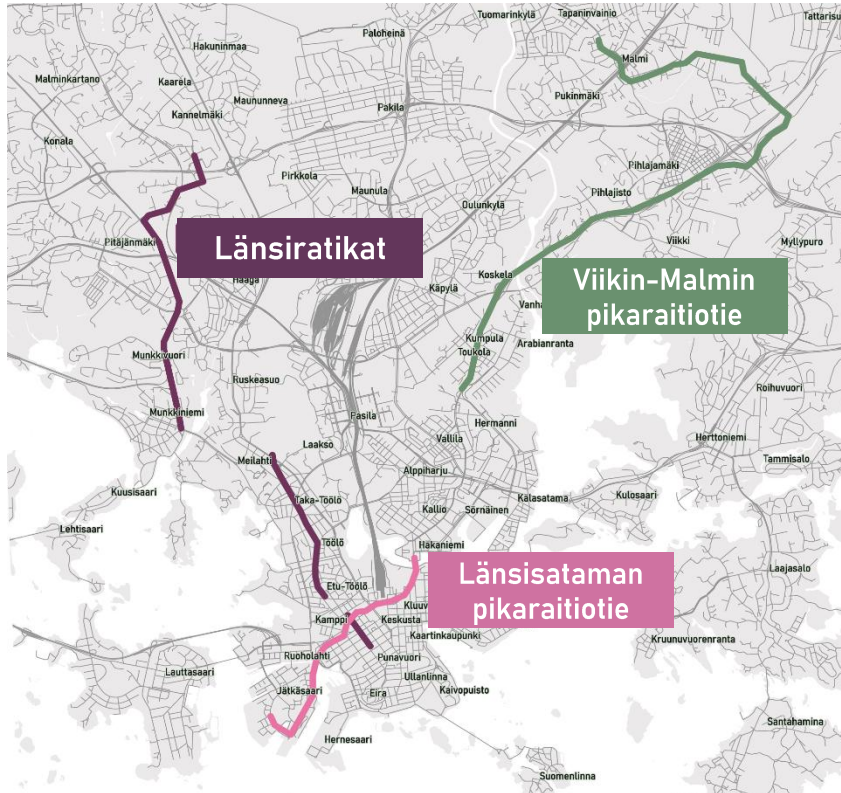 Tuomarinkylä
Tapaninvainio
Tattarisu
Paloheinä
Hakuninmaa
Malmi
Malminkartano
Kaarela
Pukinmäki
Maununneva
Pakila
Kannelmäki
Konala
Pihlajamäki
Pirkkola
Maunula
Pihlajisto
Oulunkylä
Pitäjänmäki
Länsiratikat
Viikki
Myllypuro
Haaga
Koskela
Käpylä
Viikin-Malmin
pikaraitiotie
Vanha
Kumpula
Toukola
Arabianranta
Munkkivuori
Ruskeasuo
Roihuvuori
Munkkiniemi
Pasila
Hermanni
Vallila
Herttoniemi
Laakso
Meilahti
Alppiharju
Tammisalo
Kuusisaari
Taka-Töölö
Kalasatama
Kulosaari
Kallio
Sörnäinen
Lehtisaari
Töölö
Hakaniemi
Länsisataman
pikaraitiotie
Laajasalo
Etu-Töölö
Kluuv
Kamppi
Keskusta
Kaartinkaupunki
Kruunuvuorenranta
Ruoholahti
Punavuori
Lauttasaari
Ullanlinna
Jätkäsaari
Eira
Kaivopuisto
Santahamina
Hernesaari
Suomenlinna